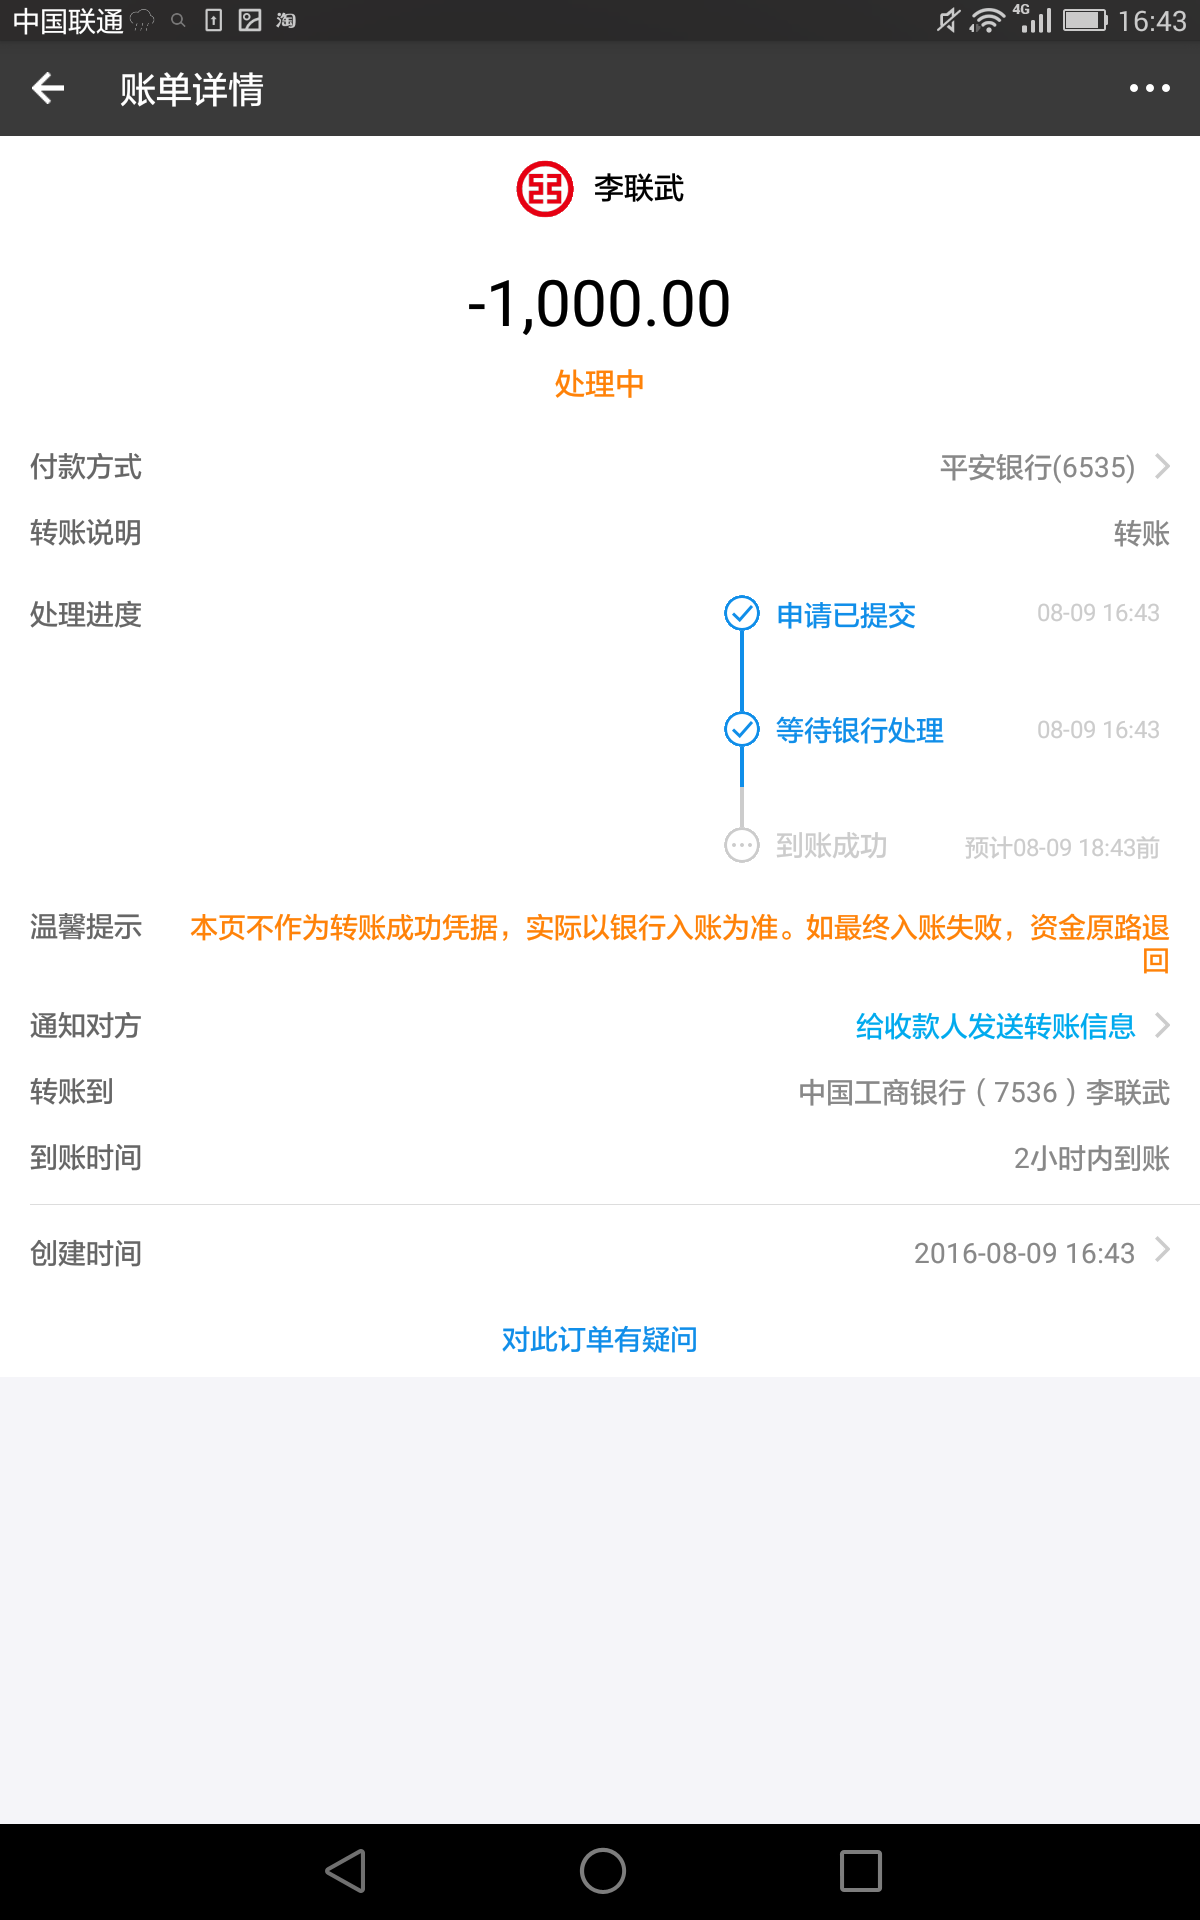 中国联通 淘 4G 16:43
账单详情
李联武
-1,000.00
处理中
付款方式 平安银行(6535)
转账说明 转账
处理进度 申请已提交 08-09 16:43
等待银行处理 08-09 16:43
到账成功 预计08-09 18:43前
温馨提示 本页不作为转账成功凭据，实际以银行入账为准。如最终入账失败，资金原路退
回
通知对方 给收款人发送转账信息
转账到 中国工商银行（7536）李联武
到账时间 2小时内到账
创建时间 2016-08-09 16:43
对此订单有疑问